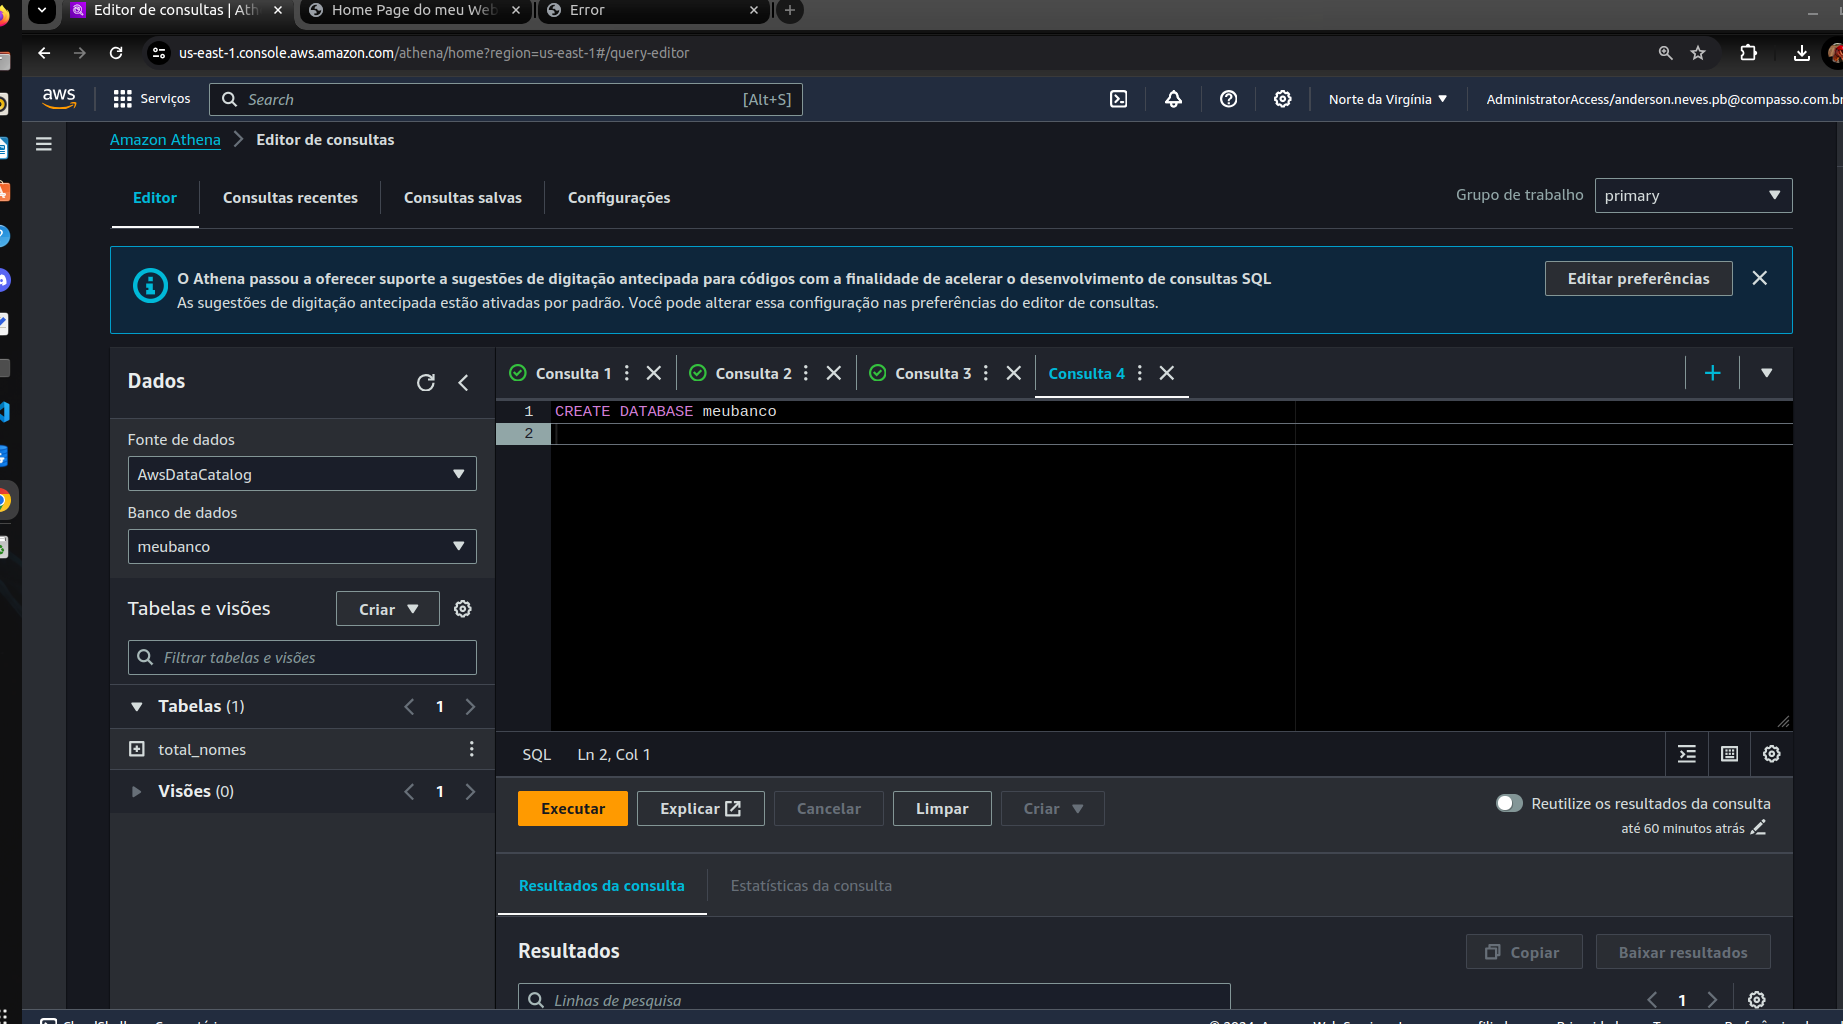 Editor de consultas | Ath
Home Page do meu Web
Error
us-east-1.console.aws.amazon.com/athena/home?region=us-east-1#/query-editor
aws
Serviços
Search
[Alt+S]
Norte da Virgínia
AdministratorAccess/anderson.neves.pb@compasso.com.br
Amazon Athena
Editor de consultas
Editor
Consultas recentes
Consultas salvas
Configurações
Grupo de trabalho
primary
O Athena passou a oferecer suporte a sugestões de digitação antecipada para códigos com a finalidade de acelerar o desenvolvimento de consultas SQL
As sugestões de digitação antecipada estão ativadas por padrão. Você pode alterar essa configuração nas preferências do editor de consultas.
Editar preferências
Dados
Fonte de dados
AwsDataCatalog
Banco de dados
meubanco
Tabelas e visões
Criar
Filtrar tabelas e visões
Tabelas (1)
1
total_nomes
Visões (0)
1
Consulta 1
Consulta 2
Consulta 3
Consulta 4
1 CREATE DATABASE meubanco
2
SQL
Ln 2, Col 1
Executar
Explicar
Cancelar
Limpar
Criar
Reutilize os resultados da consulta
até 60 minutos atrás
Resultados da consulta
Estatísticas da consulta
Resultados
Copiar
Baixar resultados
Linhas de pesquisa
1